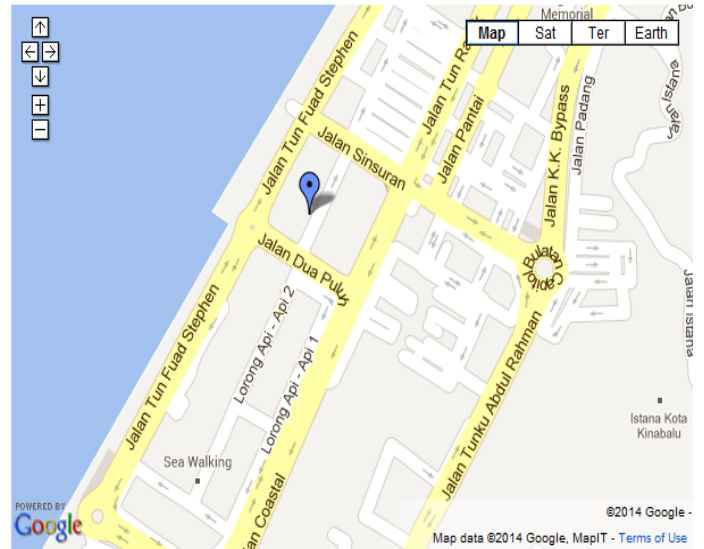 Memorial
Map
Sat
Ter
Earth
Jalan Tun Fuad Stephen
Jalan Tun Ra
Jalan Pantai
Jalan K.K. Bypass
Jalan Padang
Jalan Istana
Jalan Sinsuran
Bulatan Capitol
Jalan Dua Puluh
Jalan Istana
Jalan Tun Fuad Stephen
Lorong Api - Api 2
Lorong Api - Api 1
Jalan Tunku Abdul Rahman
Istana Kota
Kinabalu
Sea Walking
an Coastal
POWERED BY
Google
©2014 Google -
Map data ©2014 Google, MapIT - Terms of Use